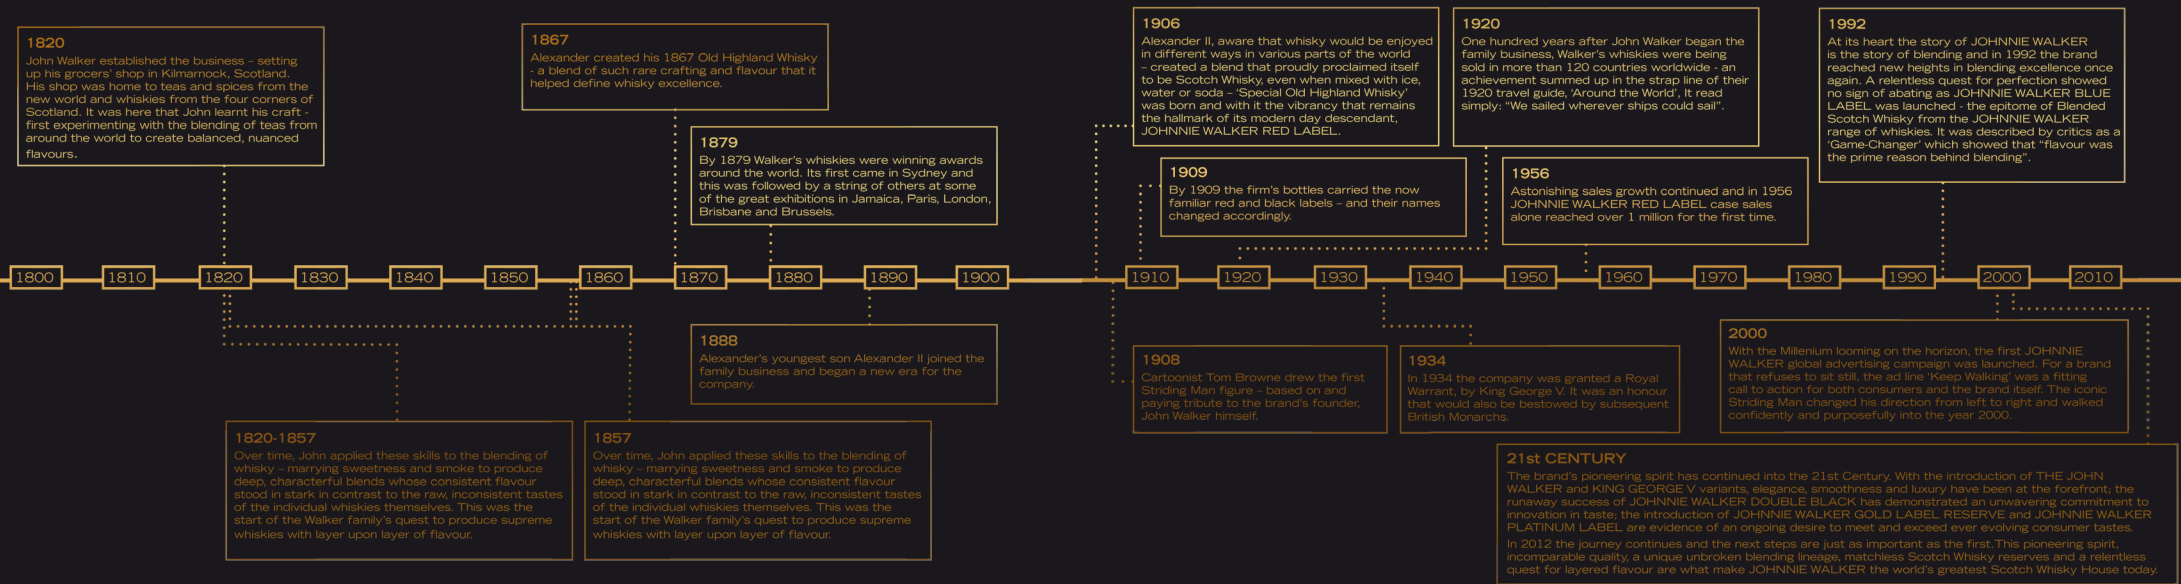 1820
John Walker established the business – setting
up his grocers' shop in Kilmarnock, Scotland.
His shop was home to teas and spices from the
new world and whiskies from the four corners of
Scotland. It was here that John learnt his craft -
first experimenting with the blending of teas from
around the world to create balanced, nuanced
flavours.
1867
Alexander created his 1867 Old Highland Whisky
- a blend of such rare crafting and flavour that it
helped define whisky excellence.
1879
By 1879 Walker's whiskies were winning awards
around the world. Its first came in Sydney and
this was followed by a string of others at some
of the great exhibitions in Jamaica, Paris, London,
Brisbane and Brussels.
1906
Alexander II, aware that whisky would be enjoyed
in different ways in various parts of the world
– created a blend that proudly proclaimed itself
to be Scotch Whisky, even when mixed with ice,
water or soda – 'Special Old Highland Whisky'
was born and with it the vibrancy that remains
the hallmark of its modern day descendant,
JOHNNIE WALKER RED LABEL.
1909
By 1909 the firm's bottles carried the now
familiar red and black labels – and their names
changed accordingly.
1920
One hundred years after John Walker began the
family business, Walker's whiskies were being
sold in more than 120 countries worldwide - an
achievement summed up in the strap line of their
1920 travel guide, 'Around the World', It read
simply: "We sailed wherever ships could sail".
1956
Astonishing sales growth continued and in 1956
JOHNNIE WALKER RED LABEL case sales
alone reached over 1 million for the first time.
1992
At its heart the story of JOHNNIE WALKER
is the story of blending and in 1992 the brand
reached new heights in blending excellence once
again. A relentless quest for perfection showed
no sign of abating as JOHNNIE WALKER BLUE
LABEL was launched - the epitome of Blended
Scotch Whisky from the JOHNNIE WALKER
range of whiskies. It was described by critics as a
'Game-Changer' which showed that "flavour was
the prime reason behind blending".
1800 1810 1820 1830 1840 1850 1860 1870 1880 1890 1900 1910 1920 1930 1940 1950 1960 1970 1980 1990 2000 2010
1820-1857
Over time, John applied these skills to the blending of
whisky – marrying sweetness and smoke to produce
deep, characterful blends whose consistent flavour
stood in stark in contrast to the raw, inconsistent tastes
of the individual whiskies themselves. This was the
start of the Walker family's quest to produce supreme
whiskies with layer upon layer of flavour.
1857
Over time, John applied these skills to the blending of
whisky – marrying sweetness and smoke to produce
deep, characterful blends whose consistent flavour
stood in stark in contrast to the raw, inconsistent tastes
of the individual whiskies themselves. This was the
start of the Walker family's quest to produce supreme
whiskies with layer upon layer of flavour.
1888
Alexander's youngest son Alexander II joined the
family business and began a new era for the
company.
1908
Cartoonist Tom Browne drew the first
Striding Man figure – based on and
paying tribute to the brand's founder,
John Walker himself.
1934
In 1934 the company was granted a Royal
Warrant, by King George V. It was an honour
that would also be bestowed by subsequent
British Monarchs.
2000
With the Millenium looming on the horizon, the first JOHNNIE
WALKER global advertising campaign was launched. For a brand
that refuses to sit still, the ad line 'Keep Walking' was a fitting
call to action for both consumers and the brand itself. The iconic
Striding Man changed his direction from left to right and walked
confidently and purposefully into the year 2000.
21st CENTURY
The brand's pioneering spirit has continued into the 21st Century. With the introduction of THE JOHN
WALKER and KING GEORGE V variants, elegance, smoothness and luxury have been at the forefront; the
runaway success of JOHNNIE WALKER DOUBLE BLACK has demonstrated an unwavering commitment to
innovation in taste; the introduction of JOHNNIE WALKER GOLD LABEL RESERVE and JOHNNIE WALKER
PLATINUM LABEL are evidence of an ongoing desire to meet and exceed ever evolving consumer tastes.
In 2012 the journey continues and the next steps are just as important as the first.This pioneering spirit,
incomparable quality, a unique unbroken blending lineage, matchless Scotch Whisky reserves and a relentless
quest for layered flavour are what make JOHNNIE WALKER the world's greatest Scotch Whisky House today.